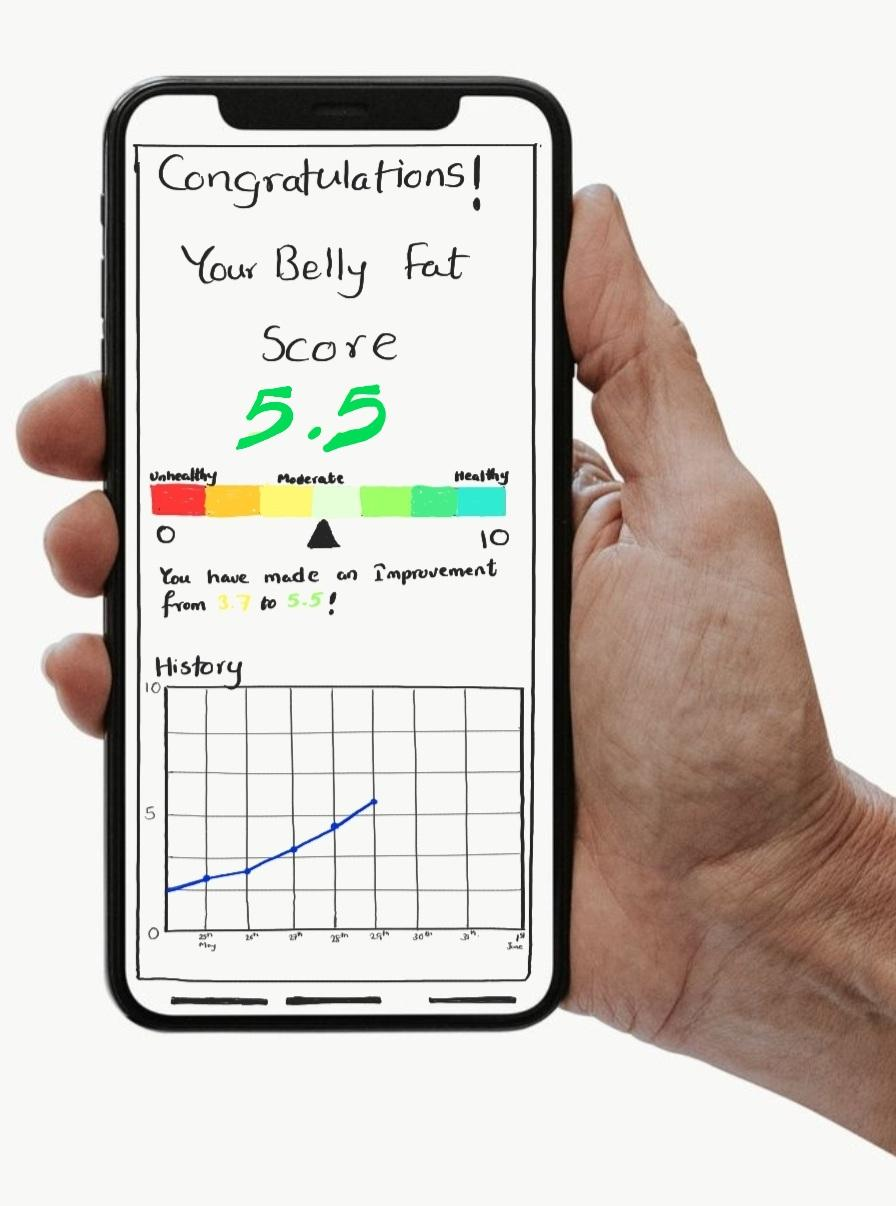 Congratulations!
Your Belly Fat
Score
5.5
Unhealthy Moderate Healthy
0 10
You have made an Improvement
from 3.7 to 5.5!
History
10
5
0
25th 26th 27th 28th 29th 30th 31st. 1st
May June